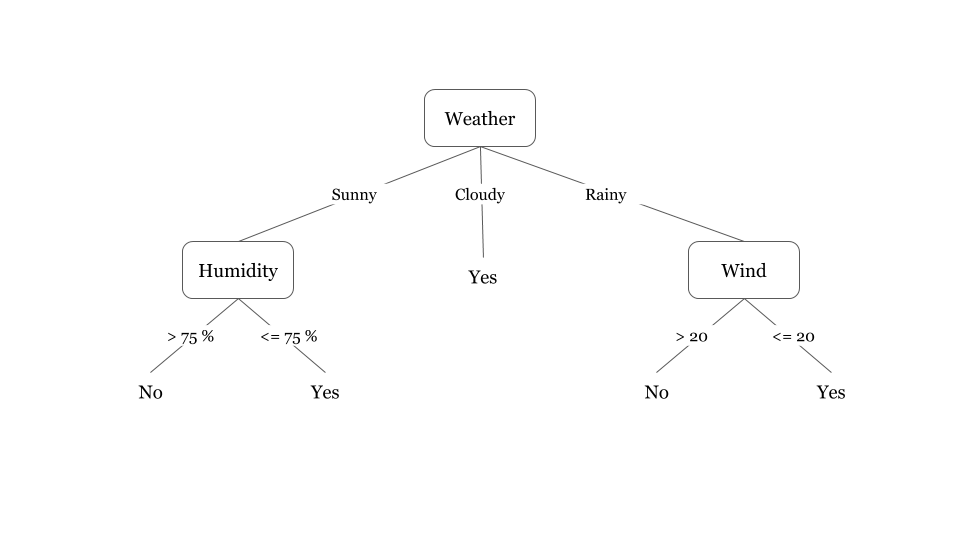 Weather
Sunny Cloudy Rainy
Humidity Wind
Yes
> 75 % <= 75 % > 20 <= 20
No Yes No Yes